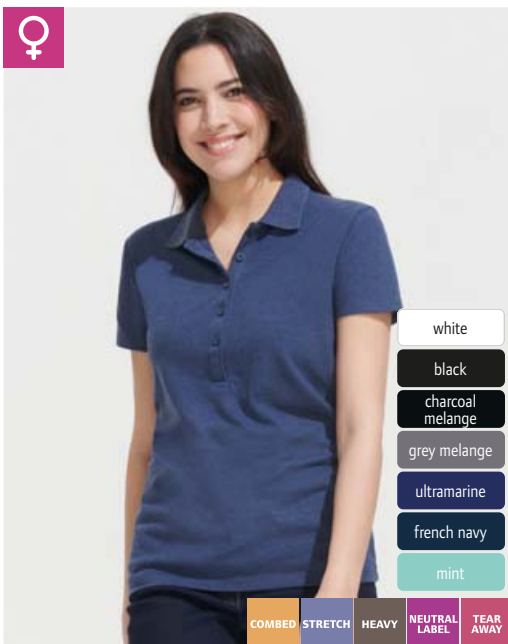 white
black
charcoal
melange
grey melange
ultramarine
french navy
mint
COMBED
STRETCH
HEAVY
NEUTRAL
LABEL
TEAR
AWAY